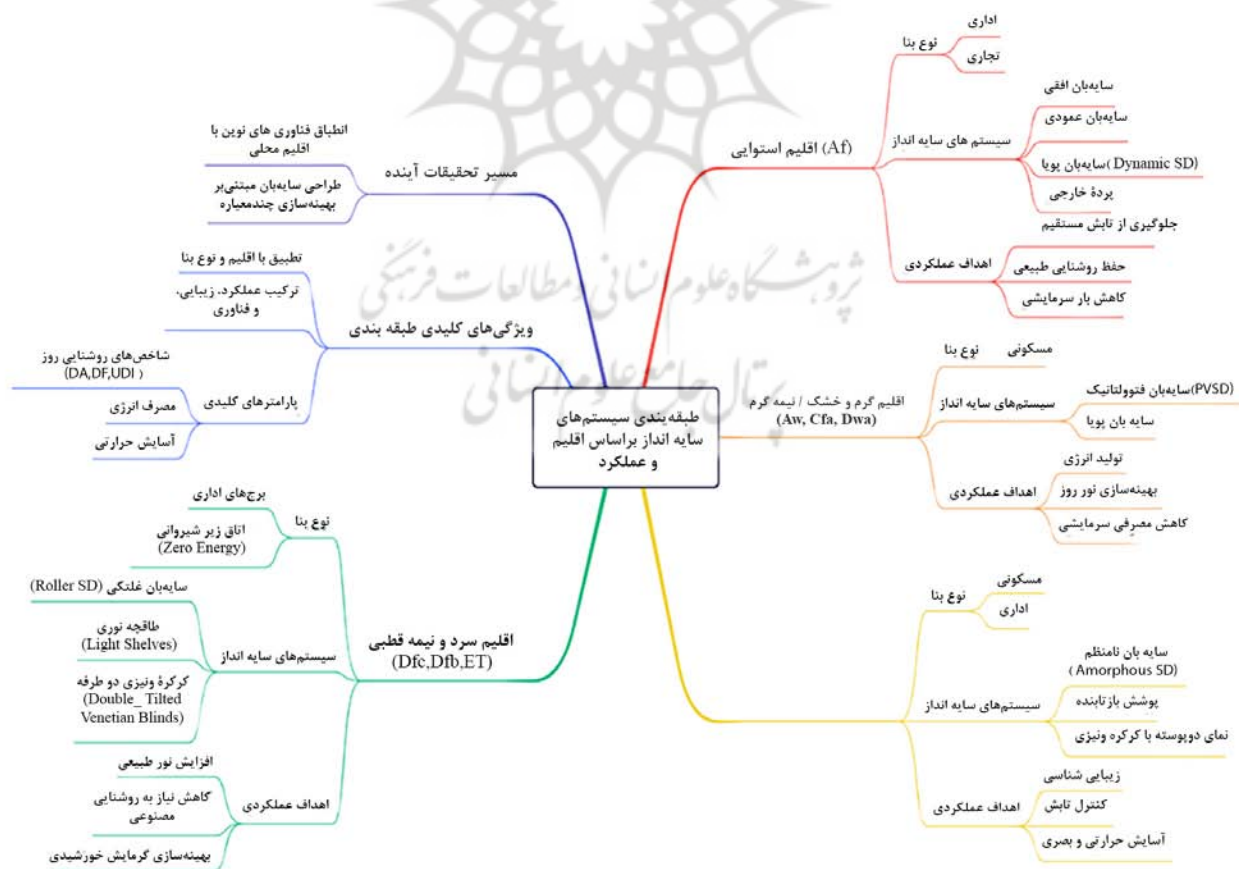 طبقه‌بندی سیستم‌های
سایه انداز براساس اقلیم
و عملکرد
(Af) اقلیم استوایی
نوع بنا
اداری
تجاری
سیستم های سایه انداز
سایه‌بان افقی
سایه‌بان عمودی
سایه‌بان پویا( Dynamic SD)
پردهٔ خارجی
اهداف عملکردی
جلوگیری از تابش مستقیم
حفظ روشنایی طبیعی
کاهش بار سرمایشی
اقلیم گرم و خشک / نیمه گرم
(Aw, Cfa, Dwa)
نوع بنا
مسکونی
سیستم‌های سایه انداز
سایه‌بان فتوولتائیک(PVSD)
سایه بان پویا
اهداف عملکردی
تولید انرژی
بهینه‌سازی نور روز
کاهش مصرفی سرمایشی
نوع بنا
مسکونی
اداری
سیستم‌های سایه انداز
سایه بان نامنظم
( Amorphous SD)
پوشش بازتابنده
نمای دوپوسته با کرکره ونیزی
اهداف عملکردی
زیبایی شناسی
کنترل تابش
آسایش حرارتی و بصری
مسیر تحقیقات آینده
انطباق فناوری های نوین با
اقلیم محلی
طراحی سایه‌بان مبتنی‌بر
بهینه‌سازی چندمعیاره
ویژگی‌های کلیدی طبقه بندی
تطبیق با اقلیم و نوع بنا
ترکیب عملکرد، زیبایی،
و فناوری
پارامترهای کلیدی
شاخص‌های روشنایی روز
(DA,DF,UDI )
مصرف انرژی
آسایش حرارتی
اقلیم سرد و نیمه قطبی
(Dfc,Dfb,ET)
نوع بنا
برج‌های اداری
اتاق زیر شیروانی
(Zero Energy)
سیستم‌های سایه انداز
سایه‌بان غلتکی (Roller SD)
طاقچه نوری
(Light Shelves)
کرکرهٔ ونیزی دو طرفه
(Double_ Tilted
Venetian Blinds)
اهداف عملکردی
افزایش نور طبیعی
کاهش نیاز به روشنایی
مصنوعی
بهینه‌سازی گرمایش خورشیدی
پژوهشگاه علوم انسانی و مطالعات فرهنگی
پرتال جامع علوم انسانی